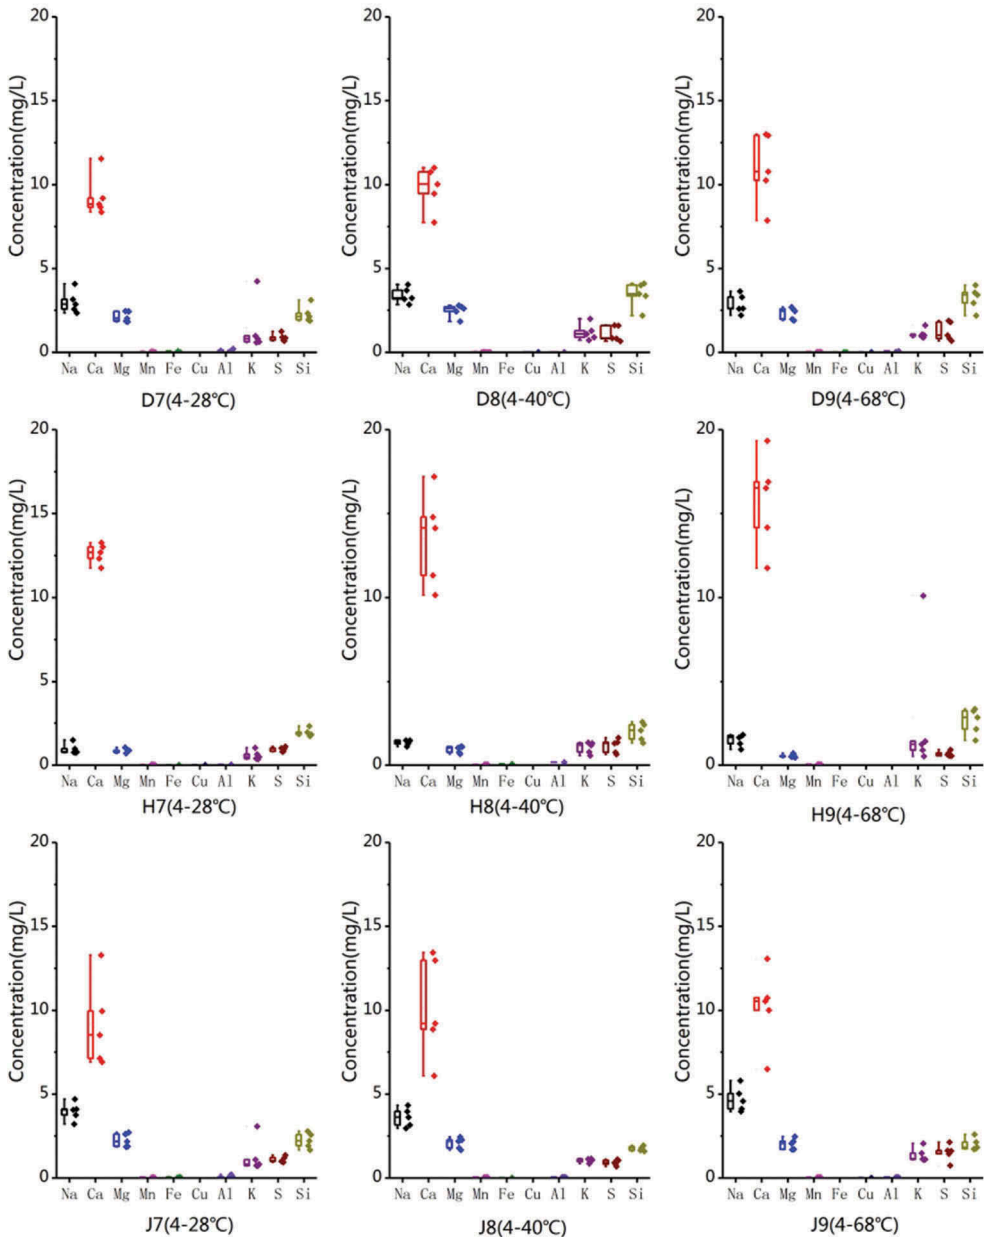 20
15
10
5
0
Concentration(mg/L)
Na Ca Mg Mn Fe Cu Al K S Si
D7(4-28℃)
20
15
10
5
0
Concentration(mg/L)
Na Ca Mg Mn Fe Cu Al K S Si
D8(4-40℃)
20
15
10
5
0
Concentration(mg/L)
Na Ca Mg Mn Fe Cu Al K S Si
D9(4-68℃)
20
15
10
5
0
Concentration(mg/L)
Na Ca Mg Mn Fe Cu Al K S Si
H7(4-28℃)
20
15
10
5
0
Concentration(mg/L)
Na Ca Mg Mn Fe Cu Al K S Si
H8(4-40℃)
20
15
10
5
0
Concentration(mg/L)
Na Ca Mg Mn Fe Cu Al K S Si
H9(4-68℃)
20
15
10
5
0
Concentration(mg/L)
Na Ca Mg Mn Fe Cu Al K S Si
J7(4-28℃)
20
15
10
5
0
Concentration(mg/L)
Na Ca Mg Mn Fe Cu Al K S Si
J8(4-40℃)
20
15
10
5
0
Concentration(mg/L)
Na Ca Mg Mn Fe Cu Al K S Si
J9(4-68℃)